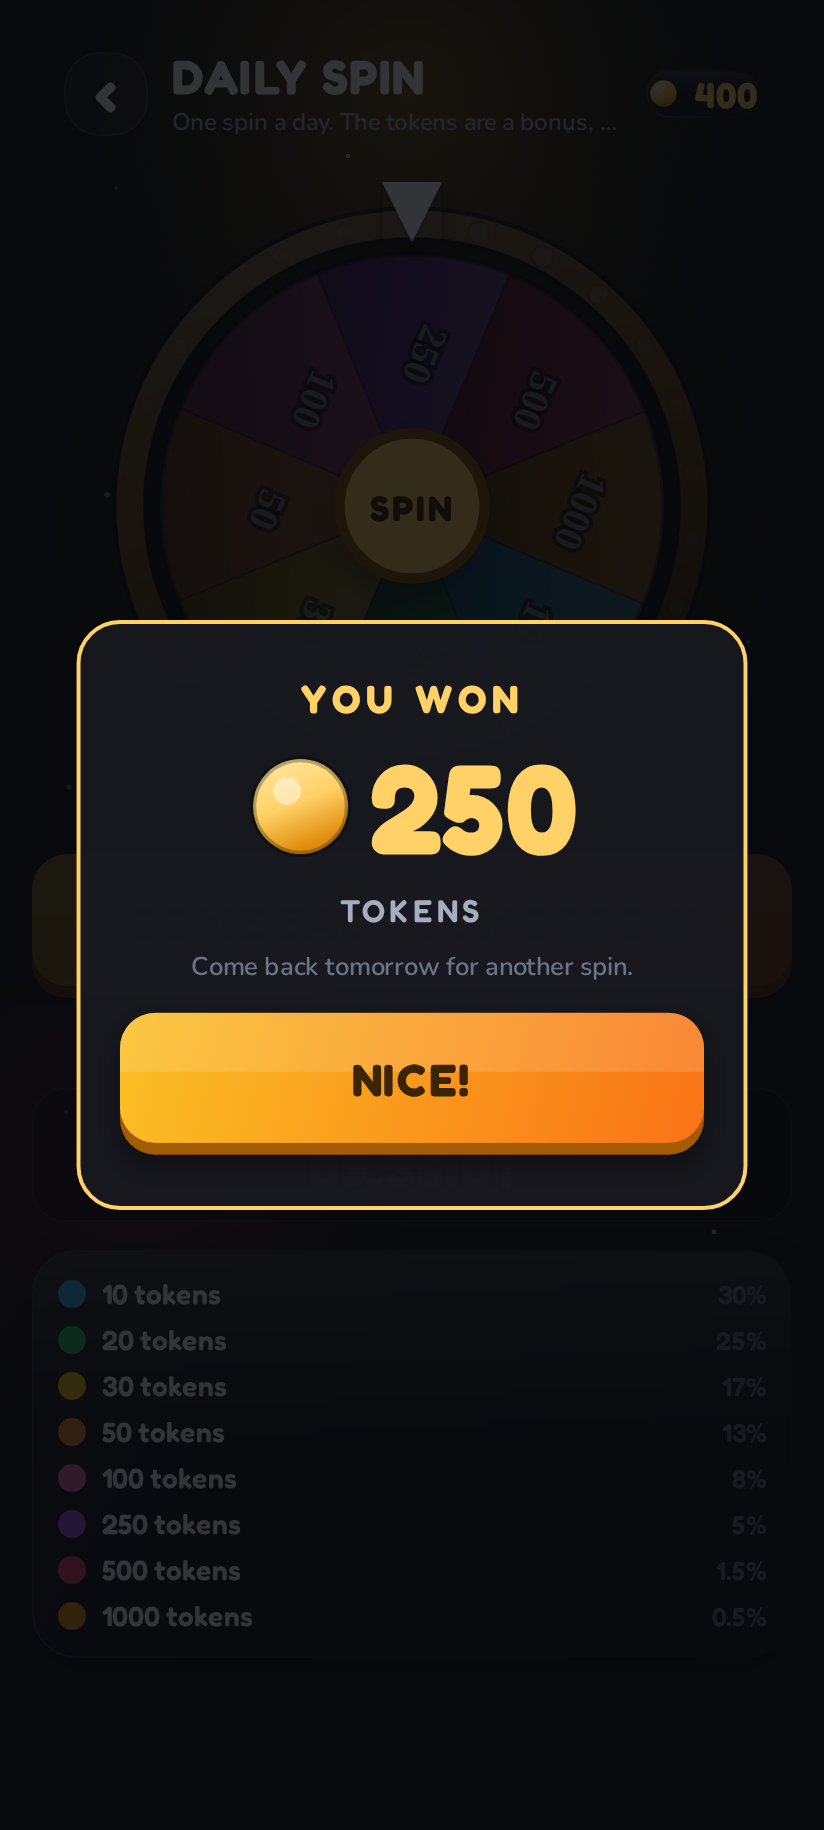 DAILY SPIN
400
One spin a day. The tokens are a bonus, ...
250
100
500
50
1000
SPIN
YOU WON
250
TOKENS
Come back tomorrow for another spin.
NICE!
10 tokens 30%
20 tokens 25%
30 tokens 17%
50 tokens 13%
100 tokens 8%
250 tokens 5%
500 tokens 1.5%
1000 tokens 0.5%